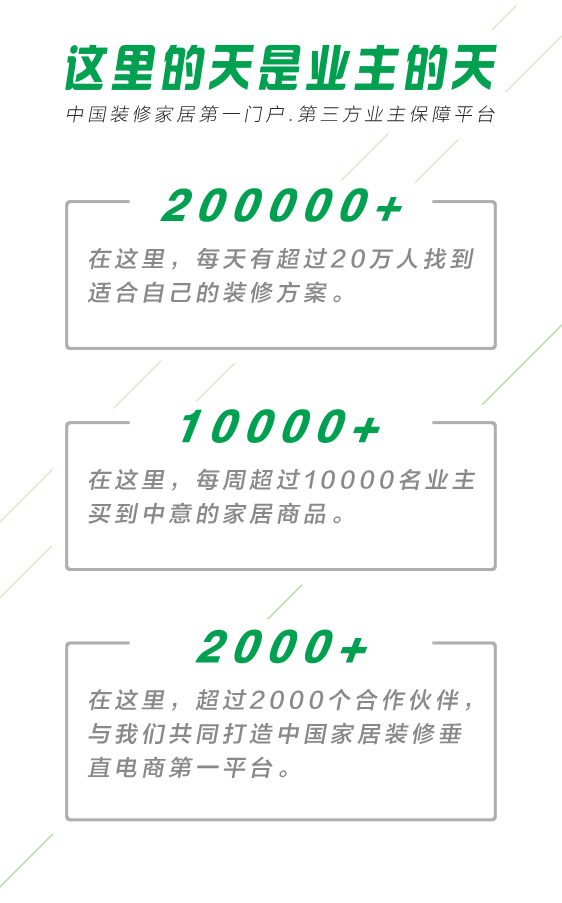 这里的天是业主的天
中国装修家居第一门户.第三方业主保障平台
200000+
在这里，每天有超过20万人找到
适合自己的装修方案。
10000+
在这里，每周超过10000名业主
买到中意的家居商品。
2000+
在这里，超过2000个合作伙伴，
与我们共同打造中国家居装修垂
直电商第一平台。